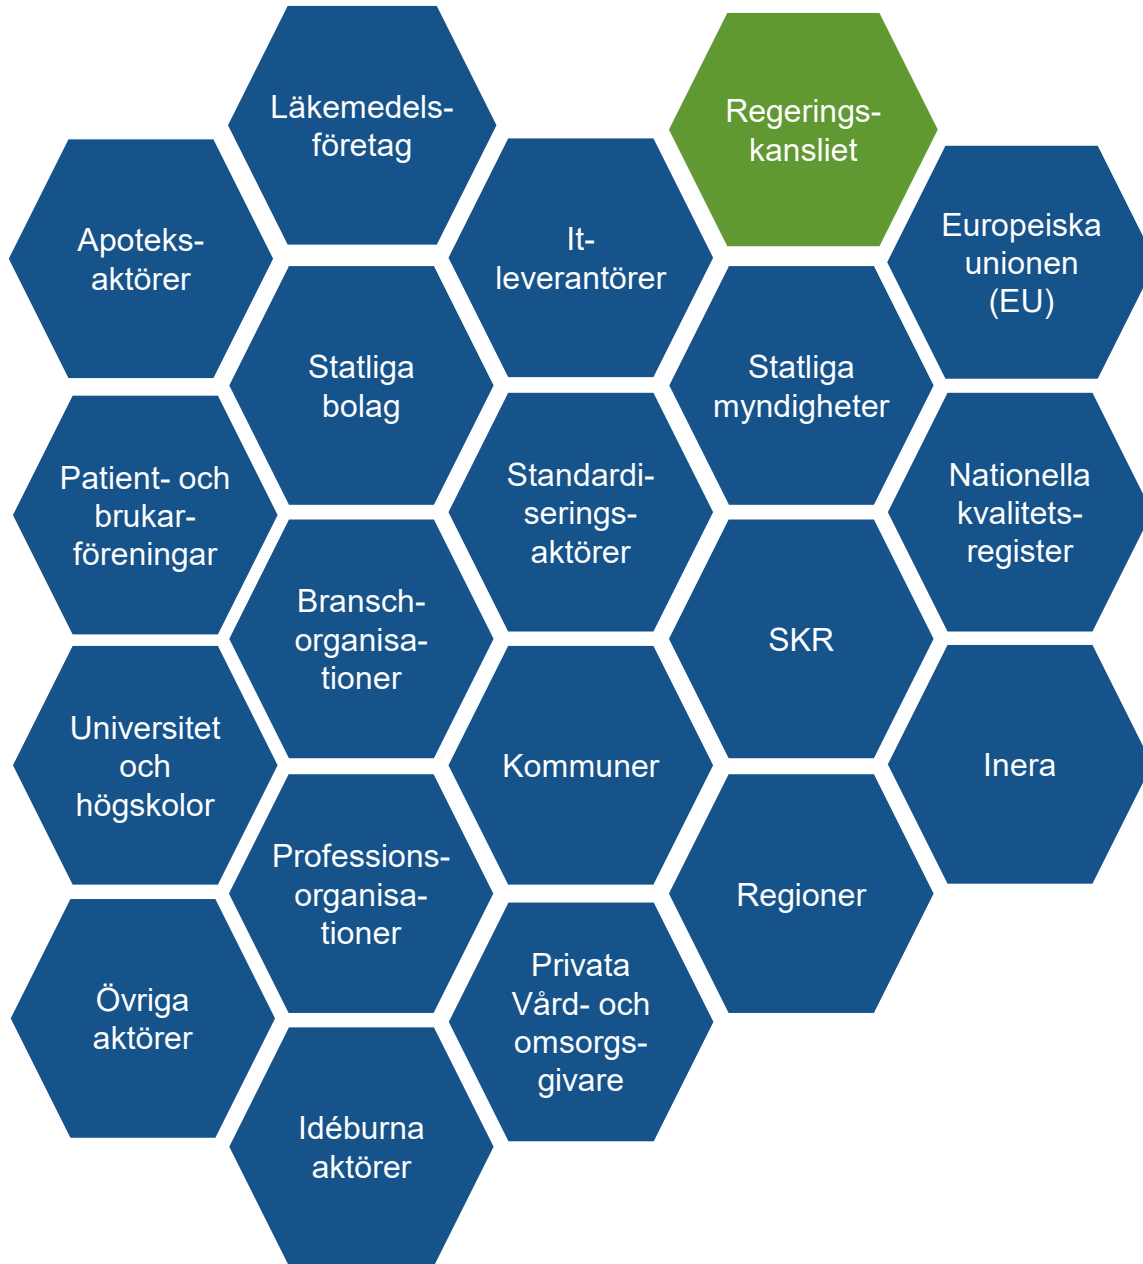 Läkemedels-
företag
Regerings-
kansliet
Apoteks-
aktörer
It-
leverantörer
Europeiska
unionen
(EU)
Statliga
bolag
Statliga
myndigheter
Patient- och
brukar-
föreningar
Standardi-
serings-
aktörer
Nationella
kvalitets-
register
Bransch-
organisa-
tioner
SKR
Universitet
och
högskolor
Kommuner
Inera
Professions-
organisa-
tioner
Regioner
Övriga
aktörer
Privata
Vård- och
omsorgs-
givare
Idéburna
aktörer